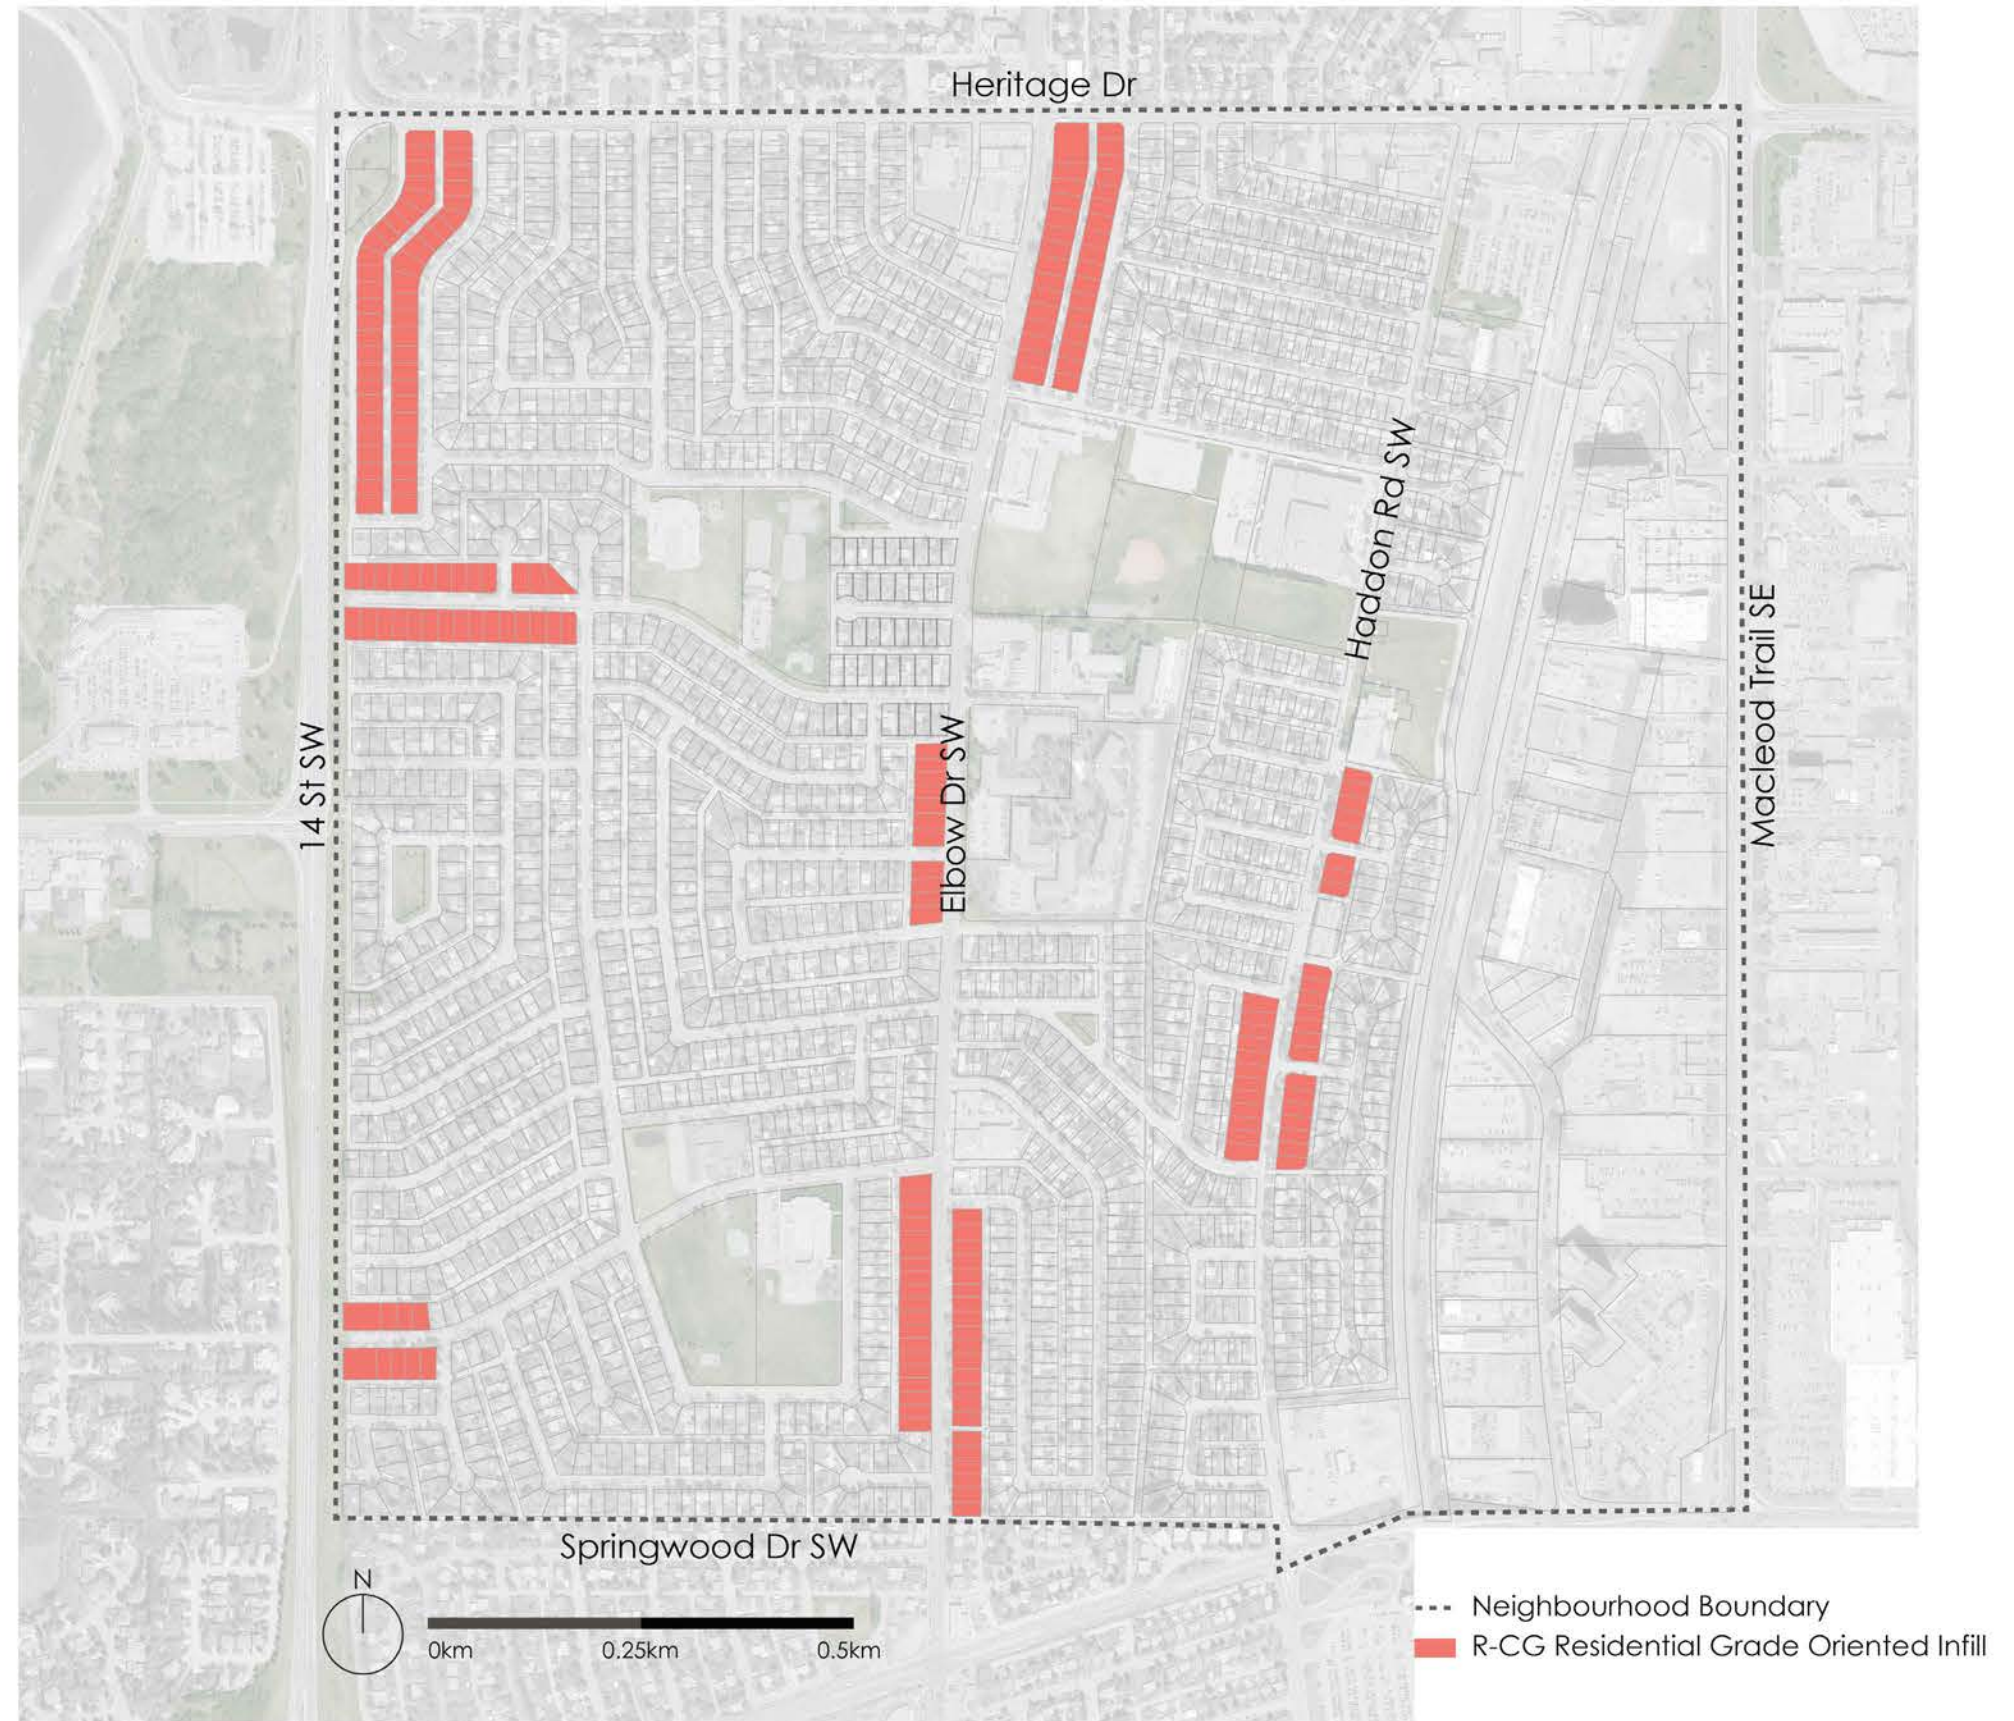 Heritage Dr
Haddon Rd SW
Macleod Trail SE
14 St SW
Elbow Dr SW
Springwood Dr SW
N
0km 0.25km 0.5km
Neighbourhood Boundary
R-CG Residential Grade Oriented Infill